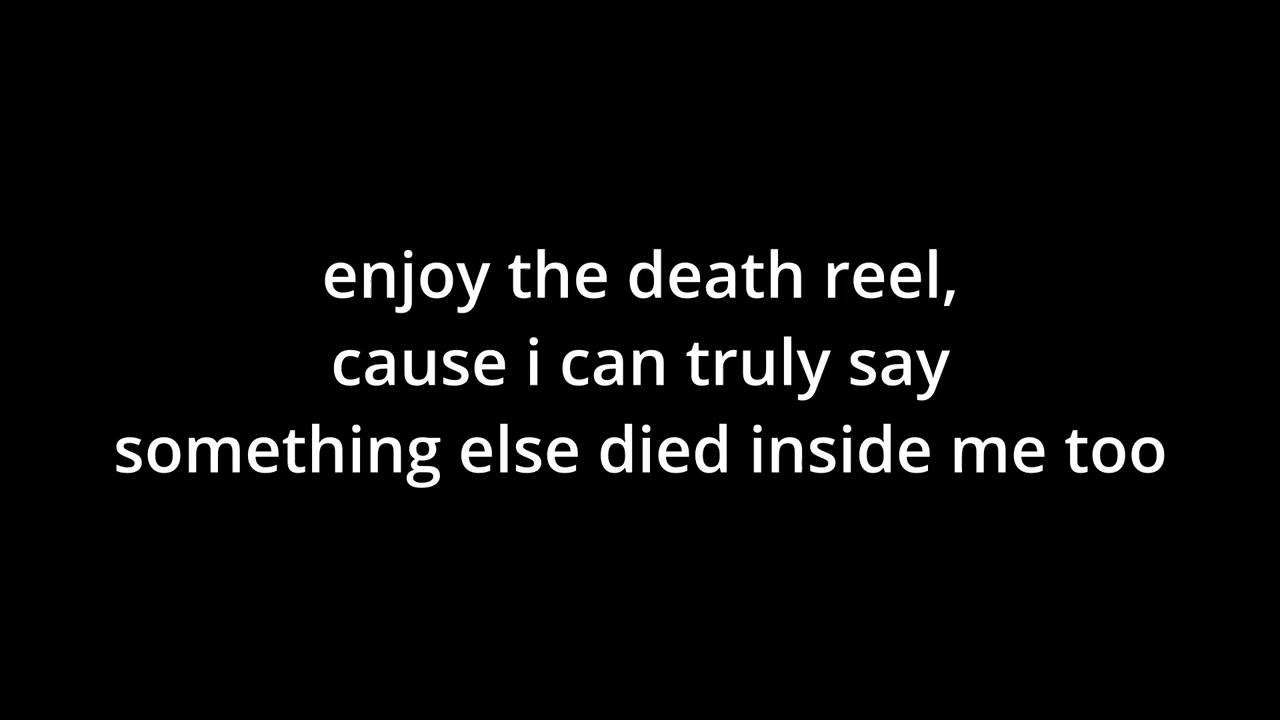 enjoy the death reel,
cause i can truly say
something else died inside me too